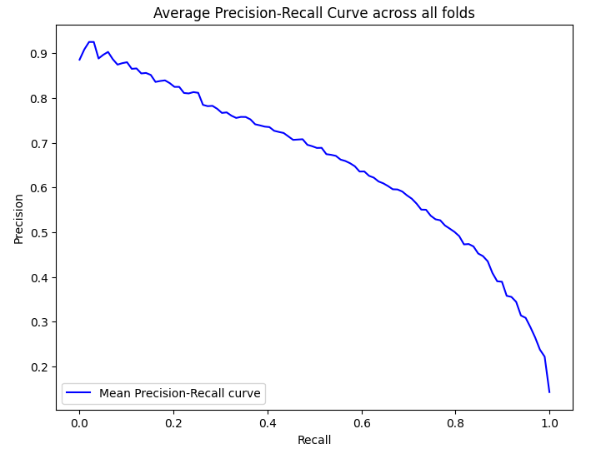 Average Precision-Recall Curve across all folds
0.9
0.8
0.7
0.6
0.5
0.4
0.3
0.2
Precision
Mean Precision-Recall curve
0.0 0.2 0.4 0.6 0.8 1.0
Recall